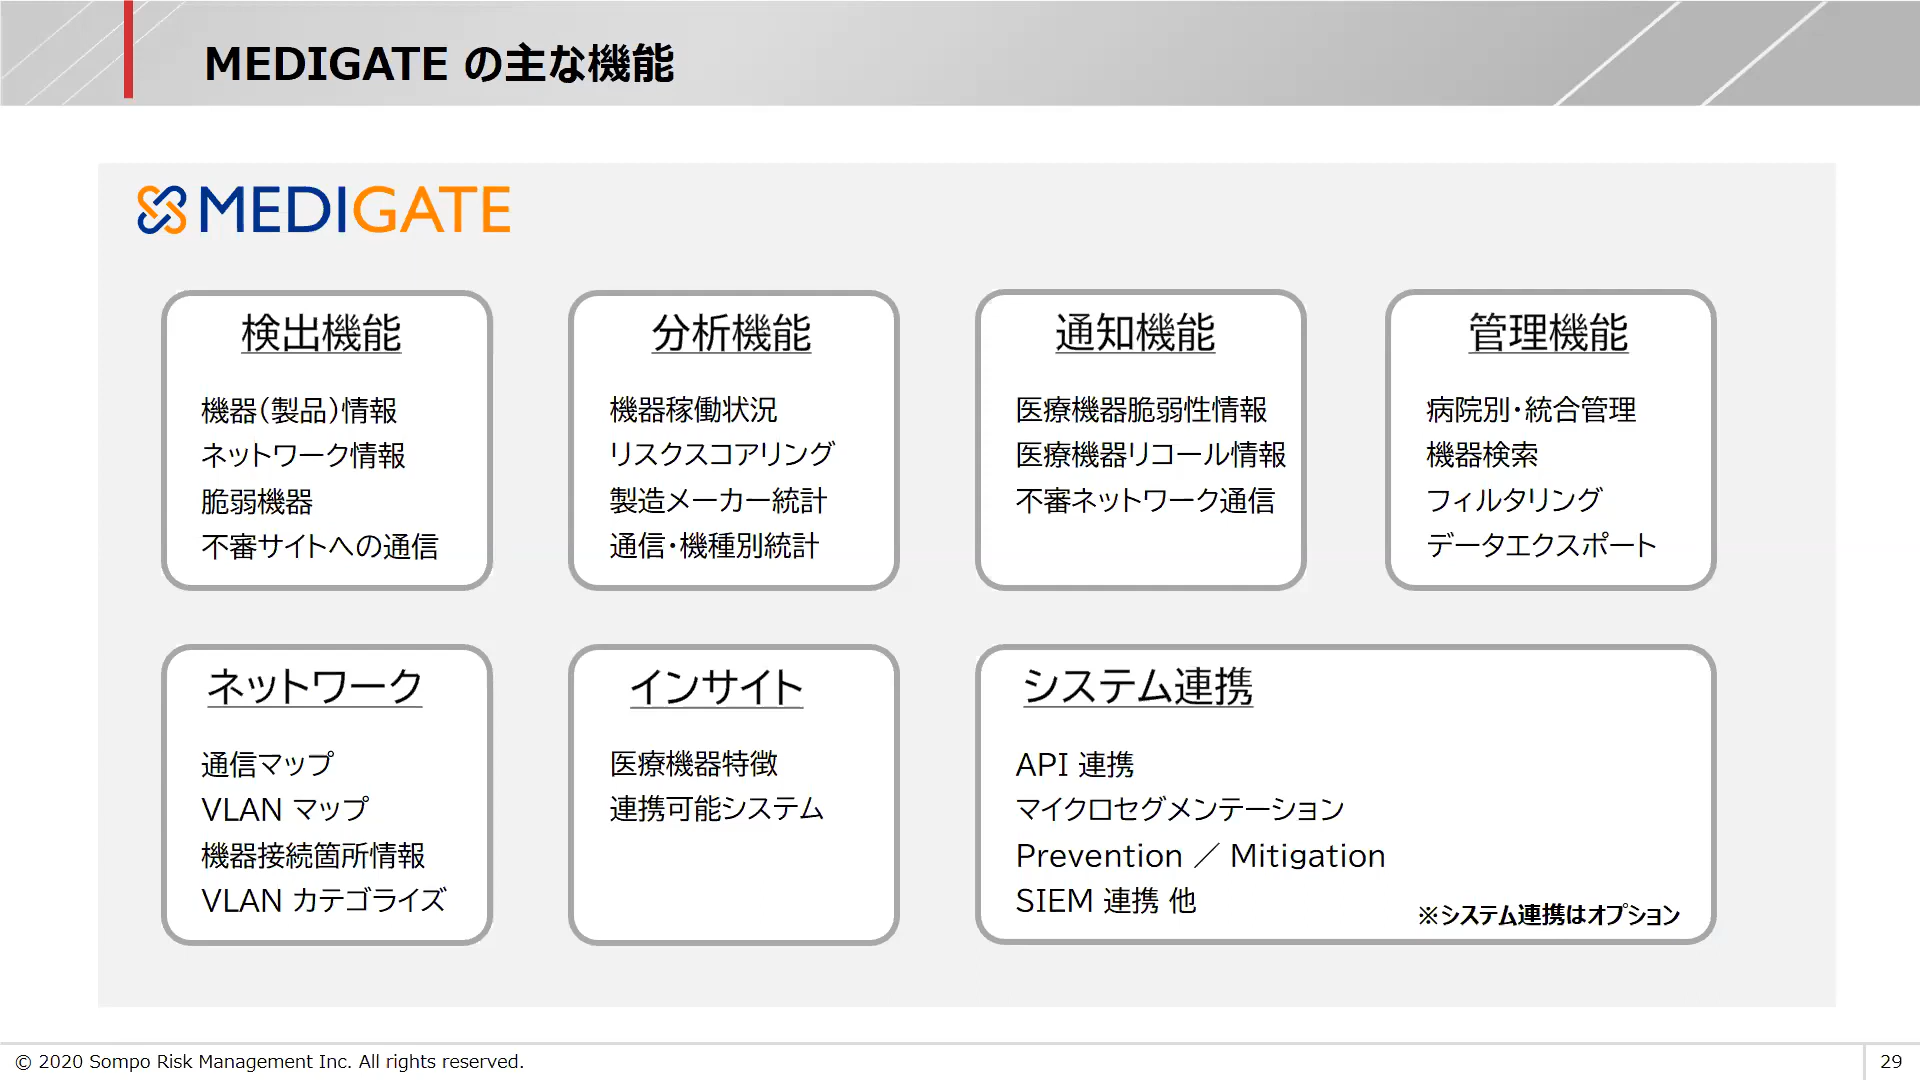 MEDIGATE の主な機能
MEDIGATE
検出機能
機器（製品）情報
ネットワーク情報
脆弱機器
不審サイトへの通信
分析機能
機器稼働状況
リスクスコアリング
製造メーカー統計
通信・機種別統計
通知機能
医療機器脆弱性情報
医療機器リコール情報
不審ネットワーク通信
管理機能
病院別・統合管理
機器検索
フィルタリング
データエクスポート
ネットワーク
通信マップ
VLAN マップ
機器接続箇所情報
VLAN カテゴライズ
インサイト
医療機器特徴
連携可能システム
システム連携
API 連携
マイクロセグメンテーション
Prevention ／ Mitigation
SIEM 連携 他
※システム連携はオプション
© 2020 Sompo Risk Management Inc. All rights reserved.
29